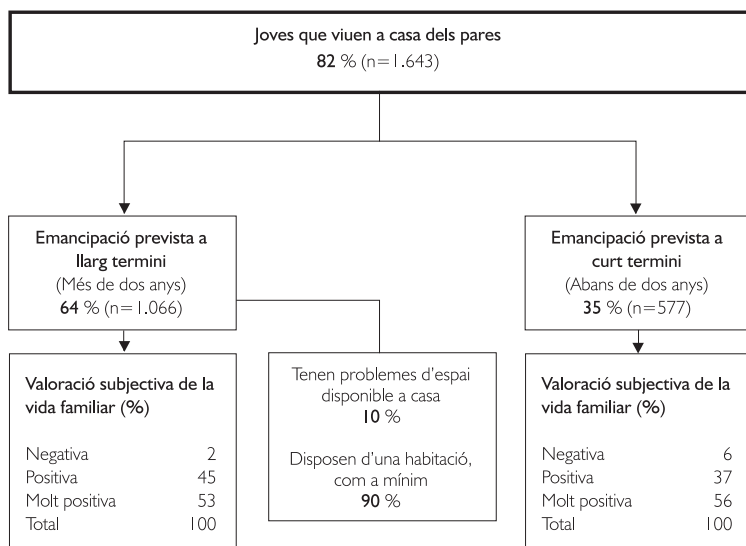 Joves que viuen a casa dels pares
82 % (n=1.643)
Emancipació prevista a
llarg termini
(Més de dos anys)
64 % (n=1.066)
Emancipació prevista a
curt termini
(Abans de dos anys)
35 % (n=577)
Valoració subjectiva de la
vida familiar (%)
Negativa 2
Positiva 45
Molt positiva 53
Total 100
Tenen problemes d'espai
disponible a casa
10 %
Disposen d'una habitació,
com a mínim
90 %
Valoració subjectiva de la
vida familiar (%)
Negativa 6
Positiva 37
Molt positiva 56
Total 100